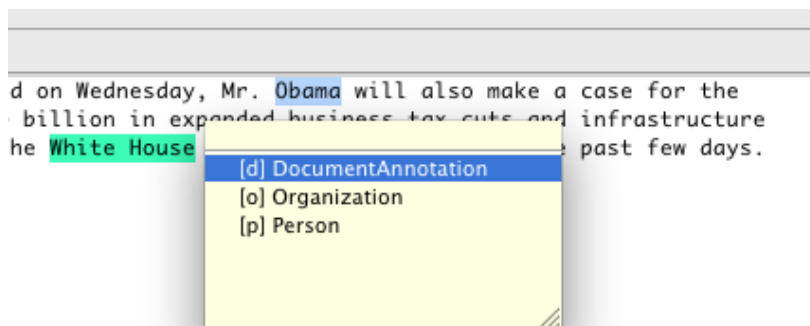 d on Wednesday, Mr. Obama will also make a case for the
billion in expanded business tax cuts and infrastructure
he White House past few days.
[d] DocumentAnnotation
[o] Organization
[p] Person